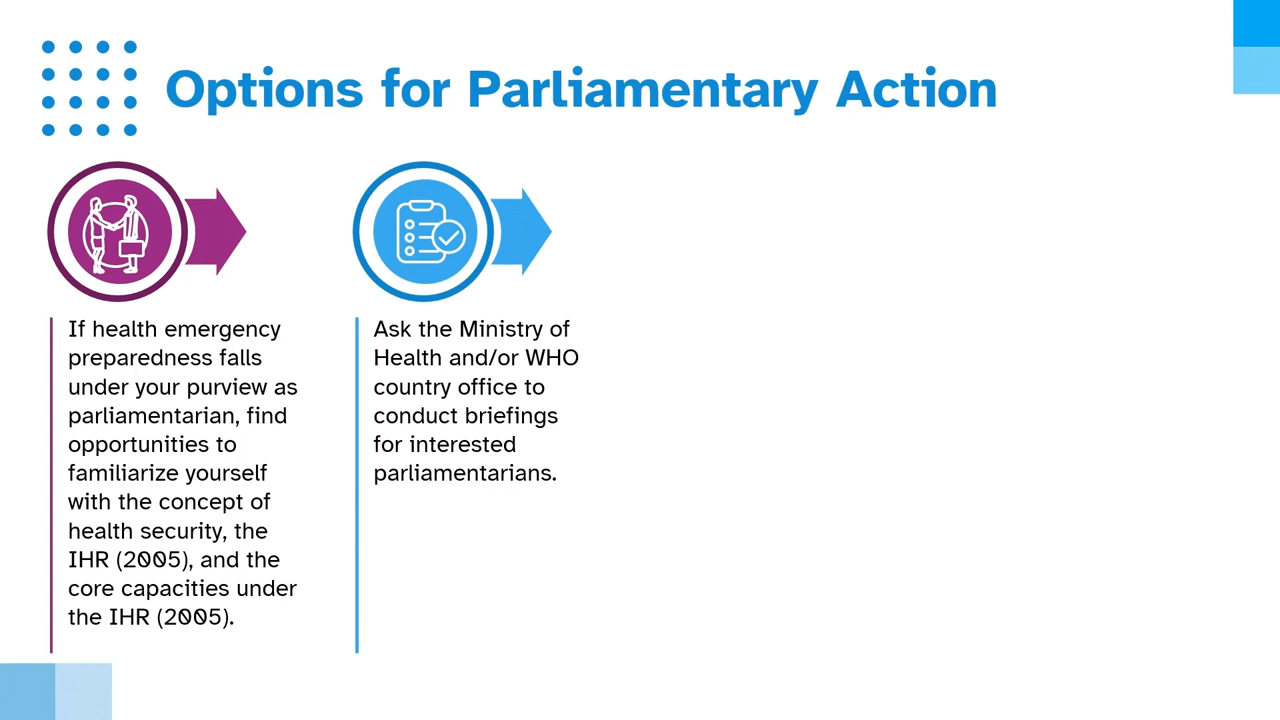 Options for Parliamentary Action
If health emergency
preparedness falls
under your purview as
parliamentarian, find
opportunities to
familiarize yourself
with the concept of
health security, the
IHR (2005), and the
core capacities under
the IHR (2005).
Ask the Ministry of
Health and/or WHO
country office to
conduct briefings
for interested
parliamentarians.